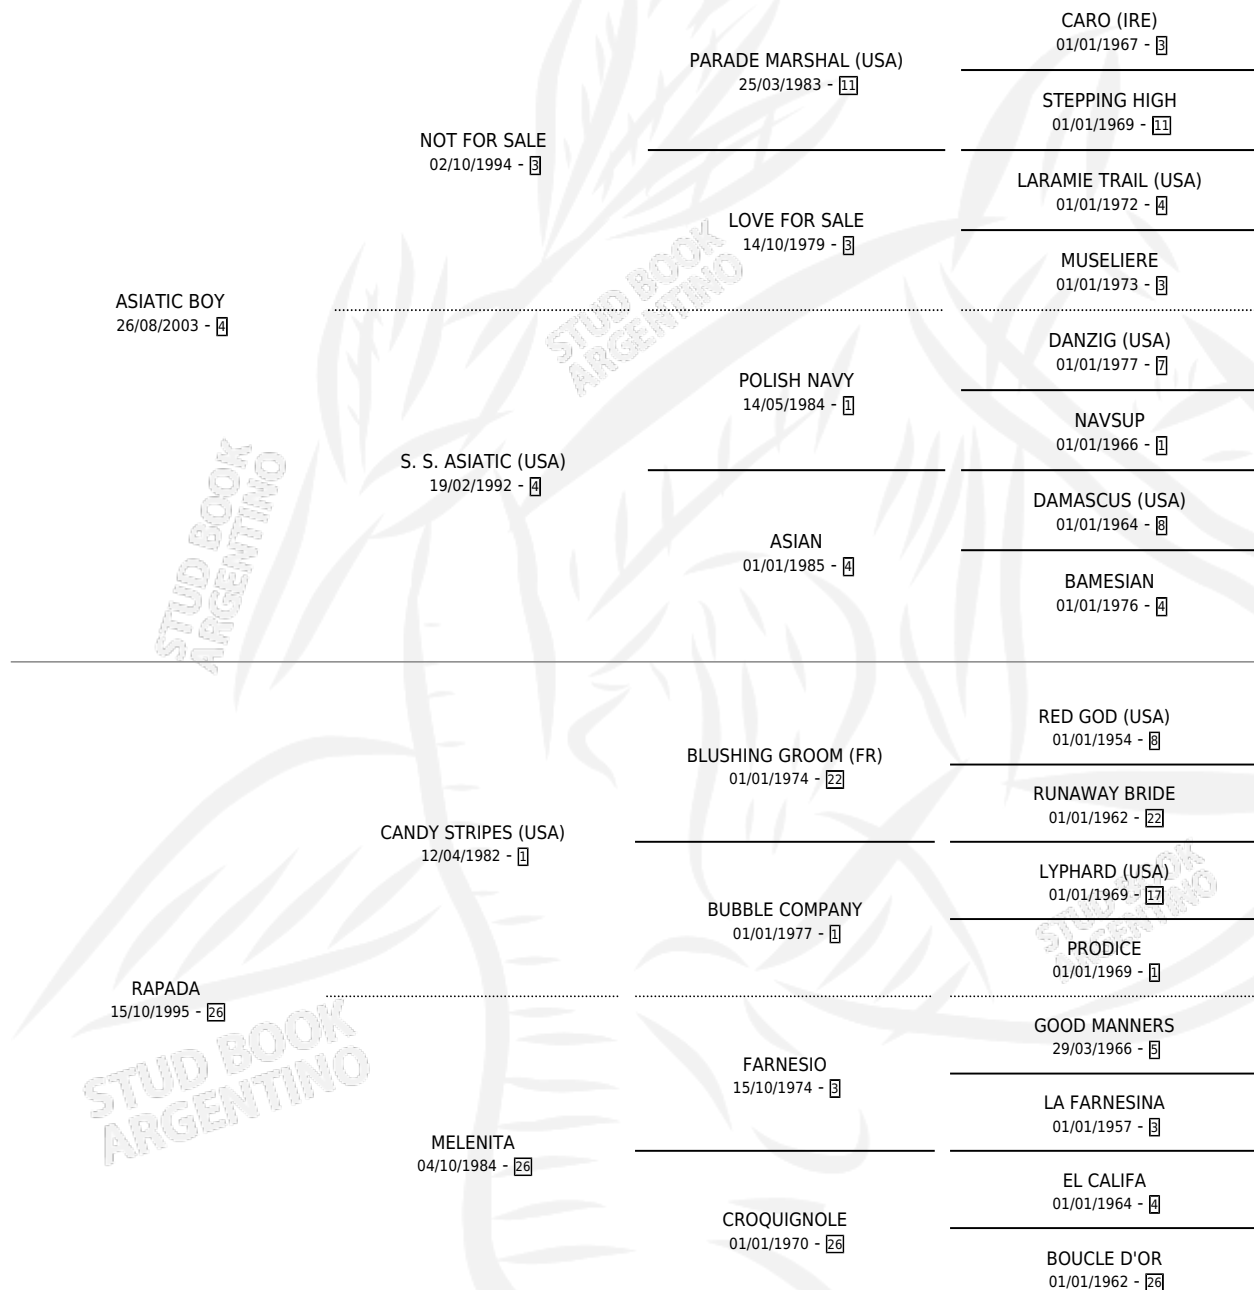 CARO (IRE)
01/01/1967 - 3
PARADE MARSHAL (USA)
25/03/1983 - 11
STEPPING HIGH
01/01/1969 - 11
NOT FOR SALE
02/10/1994 - 3
LARAMIE TRAIL (USA)
01/01/1972 - 4
LOVE FOR SALE
14/10/1979 - 3
MUSELIERE
01/01/1973 - 3
ASIATIC BOY
26/08/2003 - 4
DANZIG (USA)
01/01/1977 - 7
POLISH NAVY
14/05/1984 - 1
NAVSUP
01/01/1966 - 1
S. S. ASIATIC (USA)
19/02/1992 - 4
DAMASCUS (USA)
01/01/1964 - 8
ASIAN
01/01/1985 - 4
BAMESIAN
01/01/1976 - 4
RED GOD (USA)
01/01/1954 - 8
BLUSHING GROOM (FR)
01/01/1974 - 22
RUNAWAY BRIDE
01/01/1962 - 22
CANDY STRIPES (USA)
12/04/1982 - 1
LYPHARD (USA)
01/01/1969 - 17
BUBBLE COMPANY
01/01/1977 - 1
PRODICE
01/01/1969 - 1
RAPADA
15/10/1995 - 26
GOOD MANNERS
29/03/1966 - 5
FARNESIO
15/10/1974 - 3
LA FARNESINA
01/01/1957 - 3
MELENITA
04/10/1984 - 26
EL CALIFA
01/01/1964 - 4
CROQUIGNOLE
01/01/1970 - 26
BOUCLE D'OR
01/01/1962 - 26
STUD BOOK
ARGENTINO
STUD BOOK
ARGENTINO
STUD BOOK
ARGENTINO
STUD BOOK
ARGENTINO